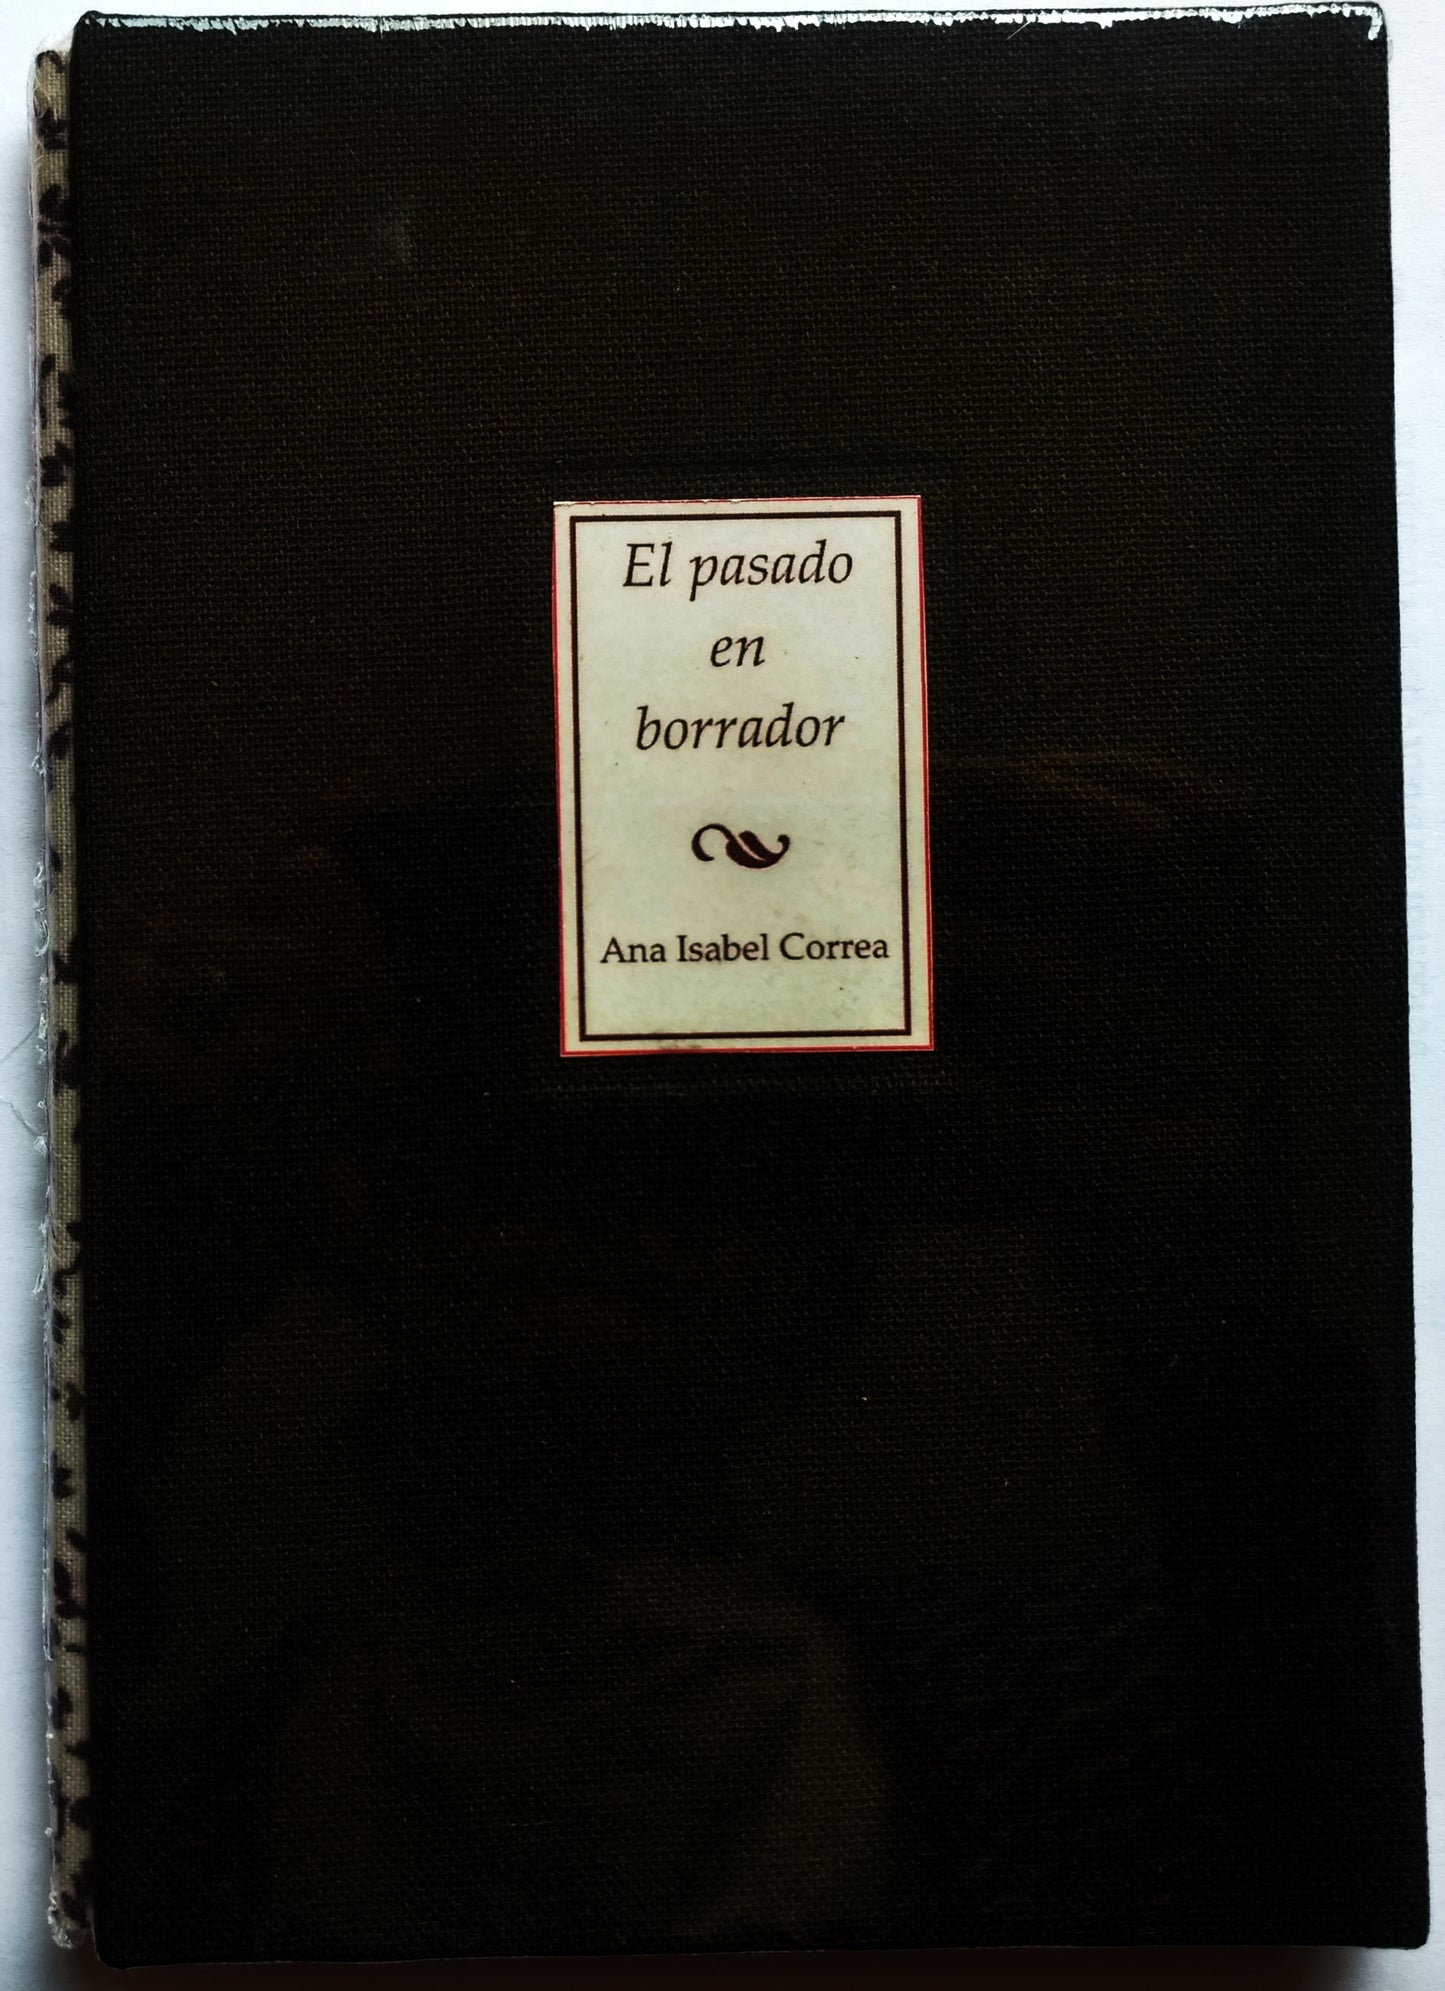 El pasado
en
borrador
Ana Isabel Correa